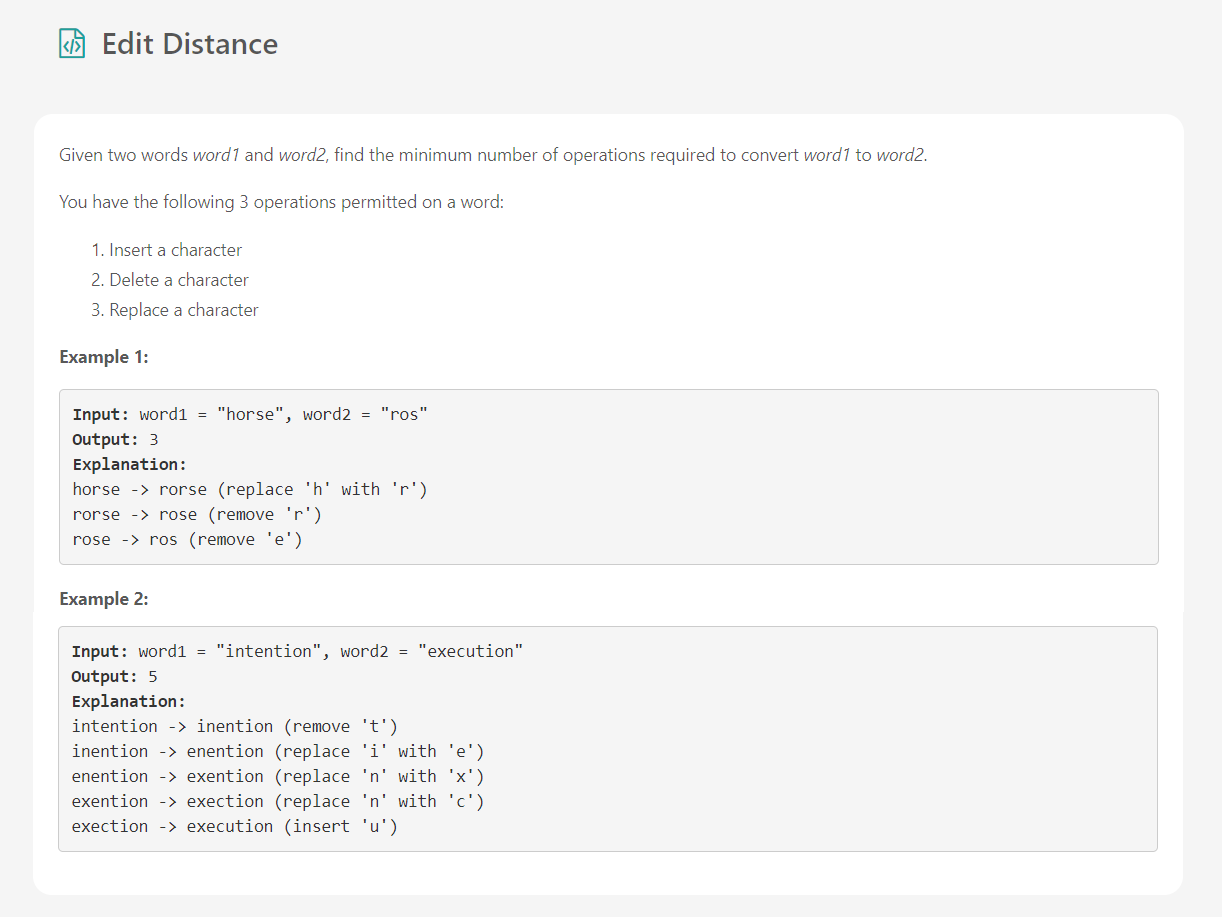 Edit Distance
Given two words word1 and word2, find the minimum number of operations required to convert word1 to word2.
You have the following 3 operations permitted on a word:
1. Insert a character
2. Delete a character
3. Replace a character
Example 1:
Input: word1 = "horse", word2 = "ros"
Output: 3
Explanation:
horse -> rorse (replace 'h' with 'r')
rorse -> rose (remove 'r')
rose -> ros (remove 'e')
Example 2:
Input: word1 = "intention", word2 = "execution"
Output: 5
Explanation:
intention -> inention (remove 't')
inention -> enention (replace 'i' with 'e')
enention -> exention (replace 'n' with 'x')
exention -> exection (replace 'n' with 'c')
exection -> execution (insert 'u')